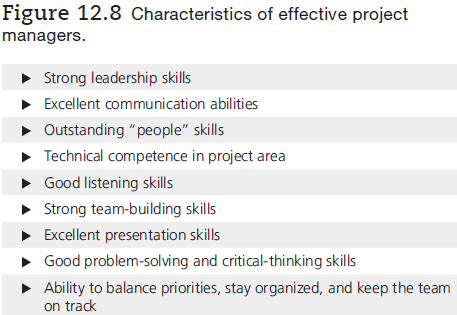 Figure 12.8 Characteristics of effective project
managers.
▶ Strong leadership skills
▶ Excellent communication abilities
▶ Outstanding “people” skills
▶ Technical competence in project area
▶ Good listening skills
▶ Strong team-building skills
▶ Excellent presentation skills
▶ Good problem-solving and critical-thinking skills
▶ Ability to balance priorities, stay organized, and keep the team
on track